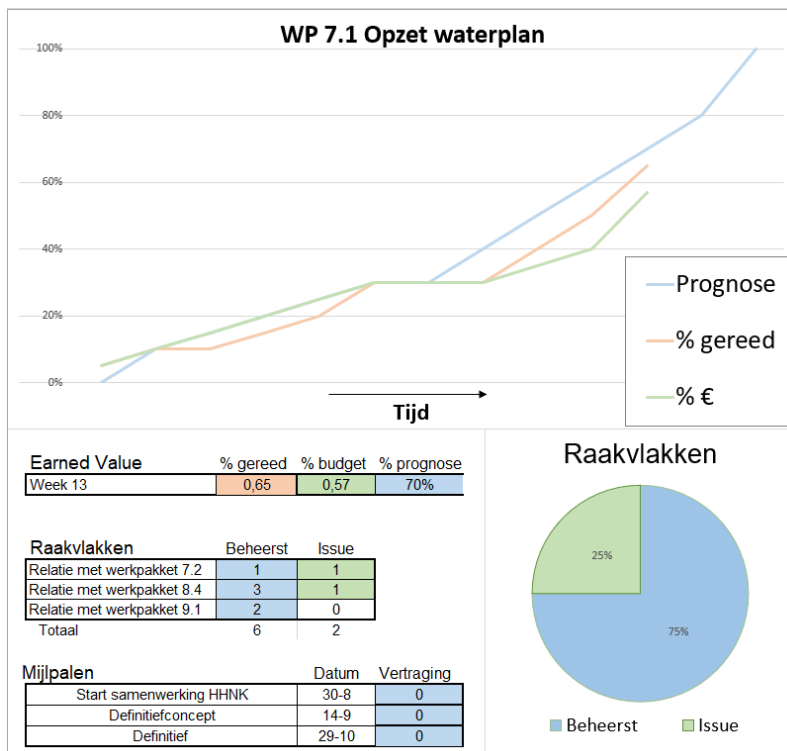 WP 7.1 Opzet waterplan
100%
80%
60%
40%
20%
0%
Prognose
% gereed
% €
Tijd
Earned Value % gereed % budget % prognose
Week 13 0,65 0,57 70%
Raakvlakken Beheerst Issue
Relatie met werkpakket 7.2 1 1
Relatie met werkpakket 8.4 3 1
Relatie met werkpakket 9.1 2 0
Totaal 6 2
Mijlpalen Datum Vertraging
Start samenwerking HHNK 30-8 0
Definitiefconcept 14-9 0
Definitief 29-10 0
Raakvlakken
25%
75%
Beheerst Issue